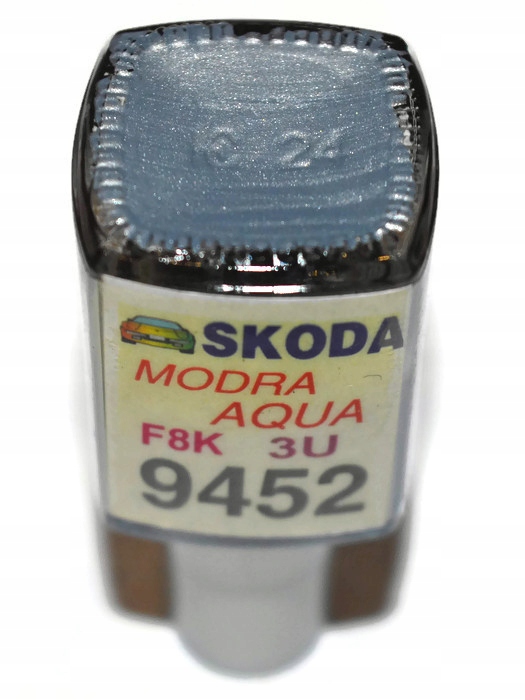 SKODA
MODRA
AQUA
F8K 3U
9452